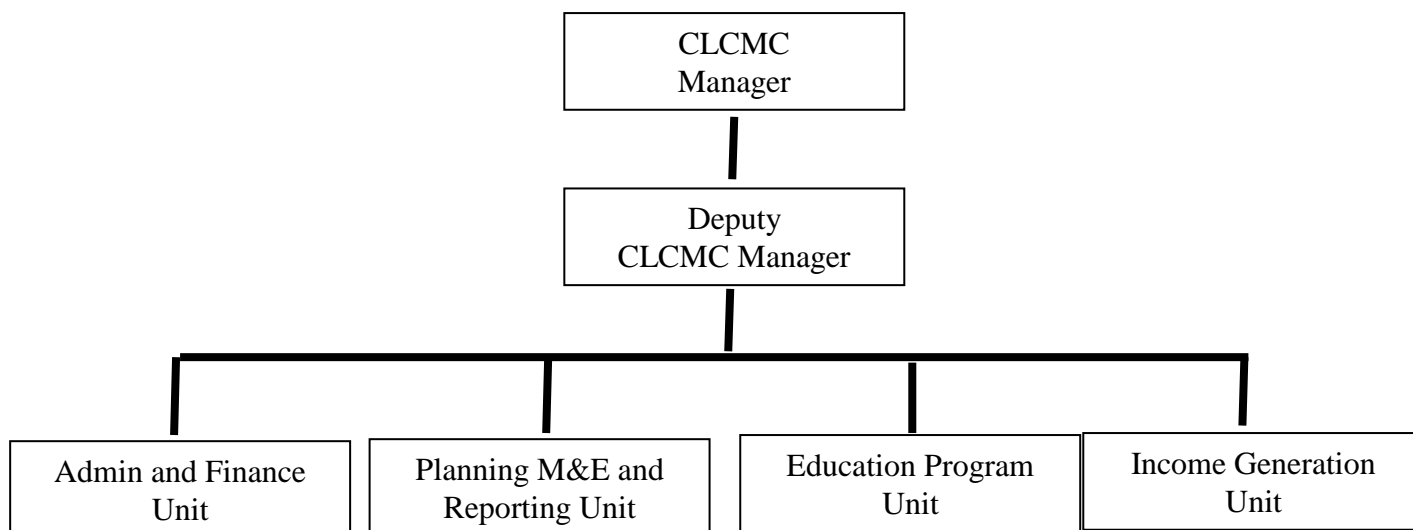 CLCMC
Manager
Deputy
CLCMC Manager
Admin and Finance
Unit
Planning M&E and
Reporting Unit
Education Program
Unit
Income Generation
Unit